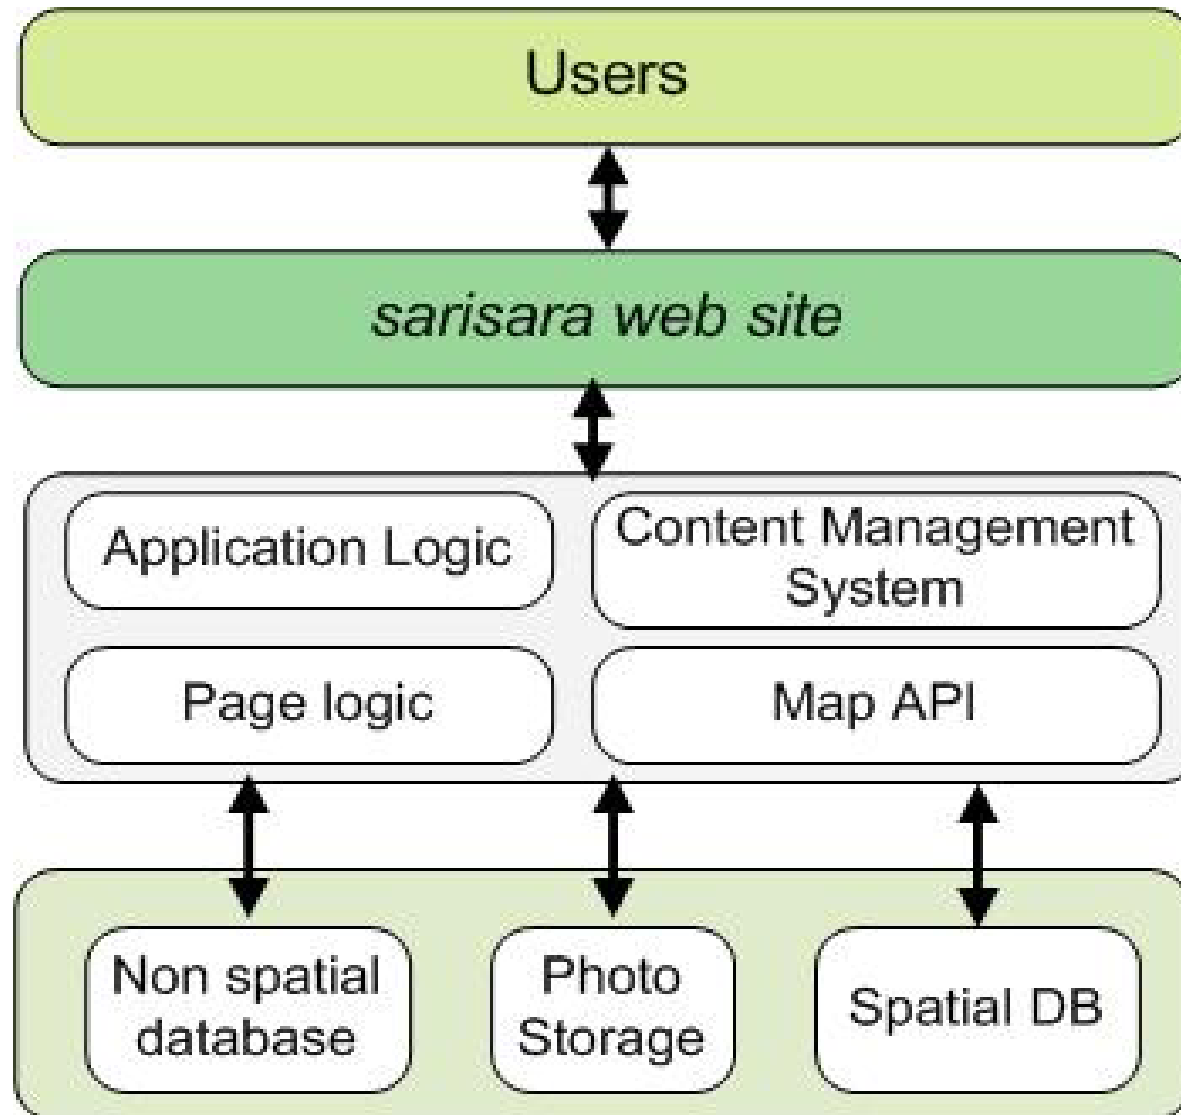 Users
sarisara web site
Application Logic
Content Management
System
Page logic
Map API
Non spatial
database
Photo
Storage
Spatial DB